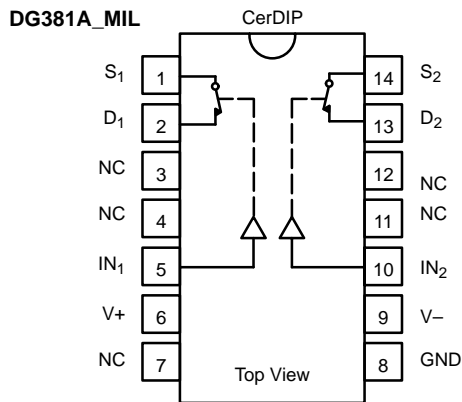 DG381A_MIL
CerDIP
S1 1 14 S2
D1 2 13 D2
NC 3 12 NC
NC 4 11 NC
IN1 5 10 IN2
V+ 6 9 V–
NC 7 8 GND
Top View